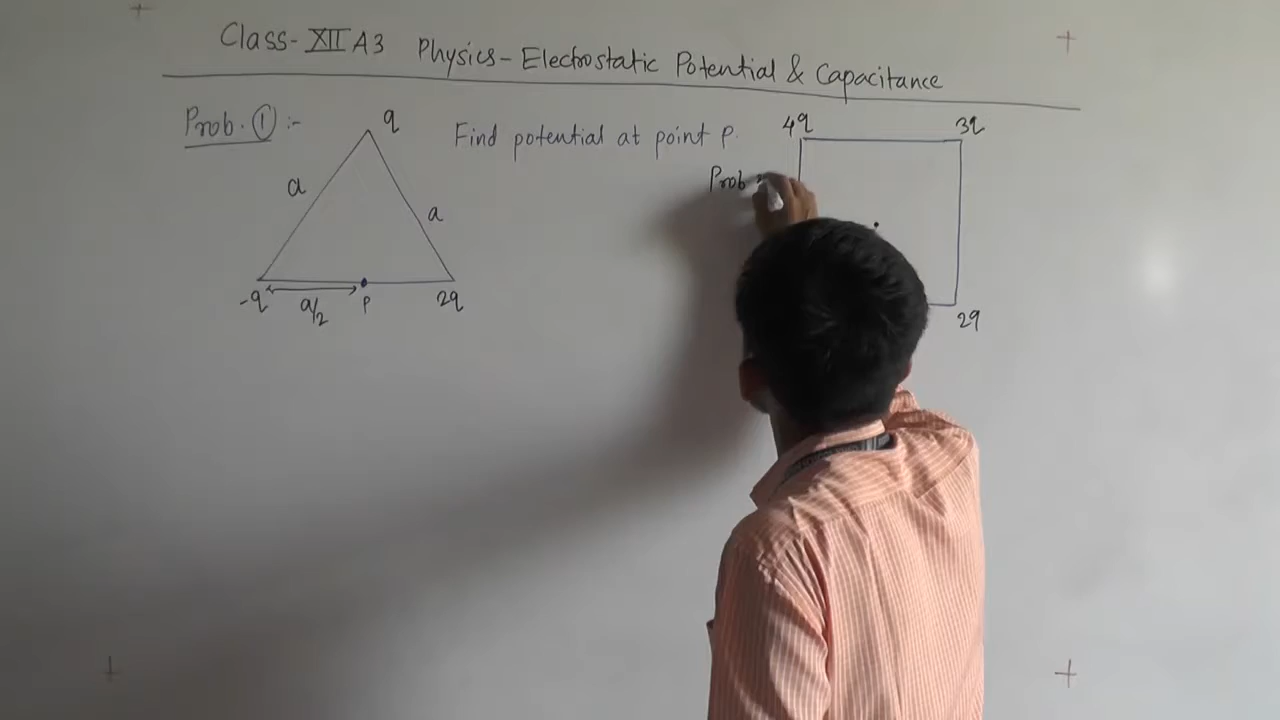 Class- XII A3 Physics - Electrostatic Potential & Capacitance
Prob. ① :-
q
a
a
-q
a/2
P
2q
Find potential at point P.
4q
3q
Prob
2q